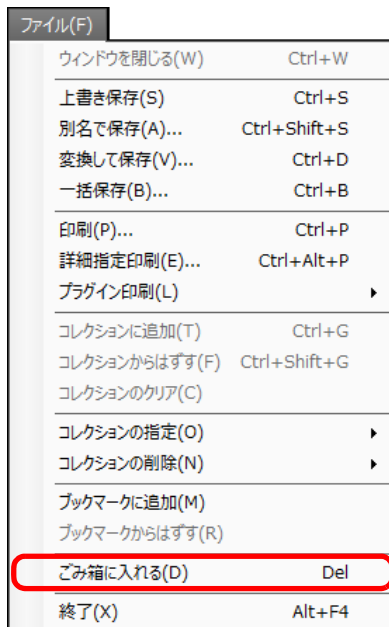 ファイル(F)
ウィンドウを閉じる(W) Ctrl+W
上書き保存(S) Ctrl+S
別名で保存(A)... Ctrl+Shift+S
変換して保存(V)... Ctrl+D
一括保存(B)... Ctrl+B
印刷(P)... Ctrl+P
詳細指定印刷(E)... Ctrl+Alt+P
プラグイン印刷(L)
コレクションに追加(T) Ctrl+G
コレクションからはずす(F) Ctrl+Shift+G
コレクションのクリア(C)
コレクションの指定(O)
コレクションの削除(N)
ブックマークに追加(M)
ブックマークからはずす(R)
ごみ箱に入れる(D) Del
終了(X) Alt+F4